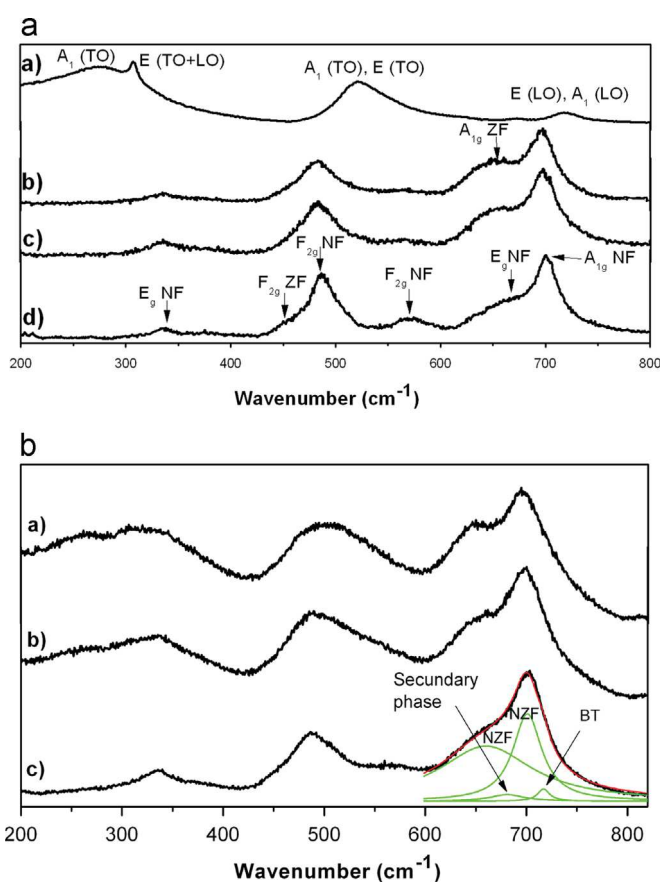 a
a)
A1 (TO)
E (TO+LO)
A1 (TO), E (TO)
E (LO), A1 (LO)
A1g ZF
b)
c)
F2g NF
A1g NF
Eg NF
F2g ZF
F2g NF
Eg NF
d)
200 300 400 500 600 700 800
Wavenumber (cm-1)
b
a)
b)
Secundary
phase
BT
NZF
NZF
c)
200 300 400 500 600 700 800
Wavenumber (cm-1)